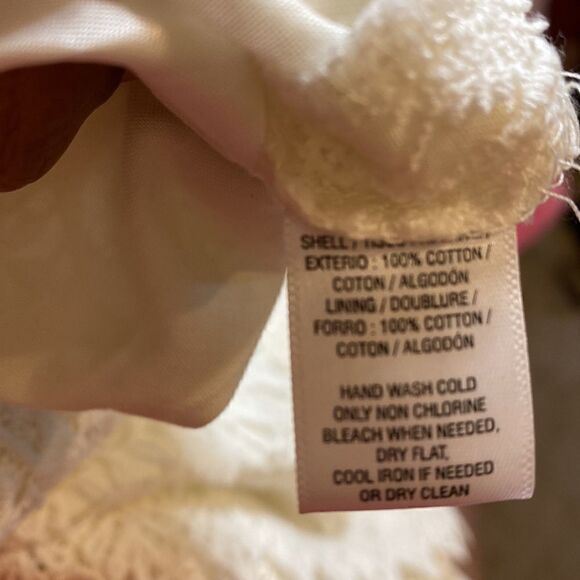 SHELL /
EXTERIO : 100% COTTON /
COTON / ALGODÓN
LINING / DOUBLURE /
FORRO : 100% COTTON /
COTON / ALGODÓN
HAND WASH COLD
ONLY NON CHLORINE
BLEACH WHEN NEEDED,
DRY FLAT,
COOL IRON IF NEEDED
OR DRY CLEAN